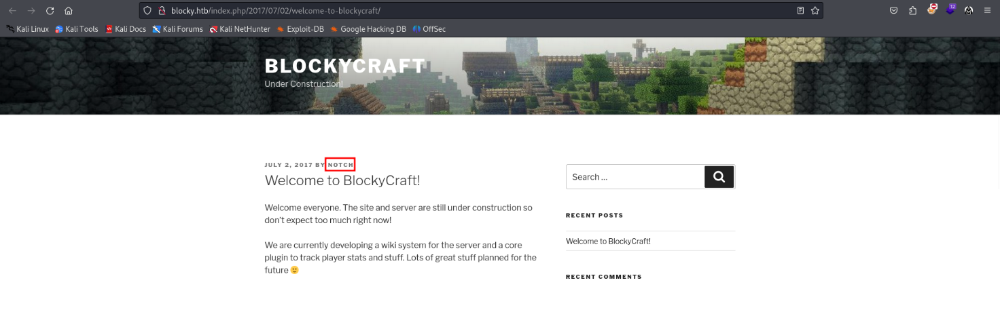 blocky.htb/index.php/2017/07/02/welcome-to-blockycraft/
12
Kali Linux Kali Tools Kali Docs Kali Forums Kali NetHunter Exploit-DB Google Hacking DB OffSec
BLOCKYCRAFT
Under Construction!
JULY 2, 2017 BY NOTCH
Welcome to BlockyCraft!
Welcome everyone. The site and server are still under construction so
don't expect too much right now!
We are currently developing a wiki system for the server and a core
plugin to track player stats and stuff. Lots of great stuff planned for the
future 🙂
Search …
RECENT POSTS
Welcome to BlockyCraft!
RECENT COMMENTS